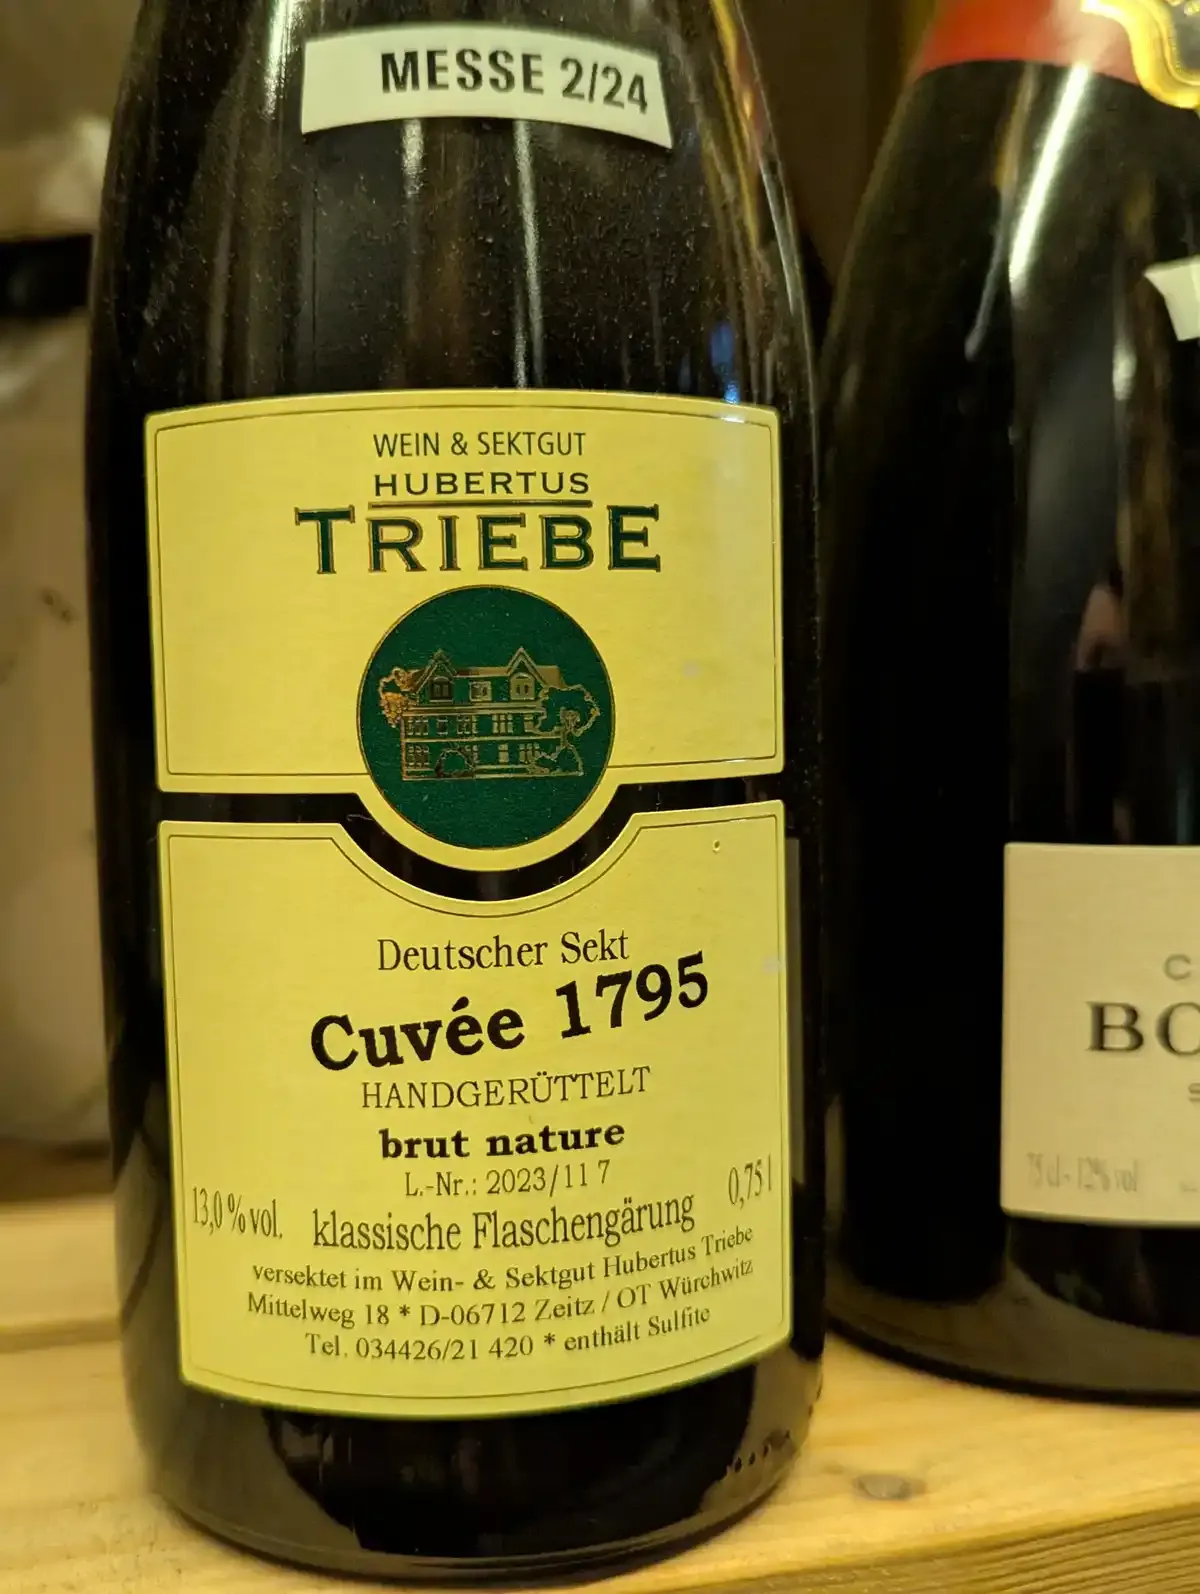 MESSE 2/24
WEIN & SEKTGUT
HUBERTUS
TRIEBE
Deutscher Sekt
Cuvée 1795
HANDGERÜTTELT
brut nature
L.-Nr.: 2023/11 7
13,0 % vol.
0,75 l
klassische Flaschengärung
versektet im Wein- & Sektgut Hubertus Triebe
Mittelweg 18 * D-06712 Zeitz / OT Würchwitz
Tel. 034426/21 420 * enthält Sulfite
C
BO
S
75 cl - 12% vol